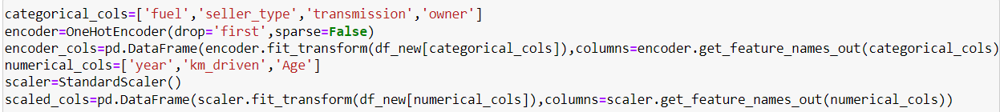 categorical_cols=['fuel','seller_type','transmission','owner']
encoder=OneHotEncoder(drop='first',sparse=False)
encoder_cols=pd.DataFrame(encoder.fit_transform(df_new[categorical_cols]),columns=encoder.get_feature_names_out(categorical_cols)
numerical_cols=['year','km_driven','Age']
scaler=StandardScaler()
scaled_cols=pd.DataFrame(scaler.fit_transform(df_new[numerical_cols]),columns=scaler.get_feature_names_out(numerical_cols))